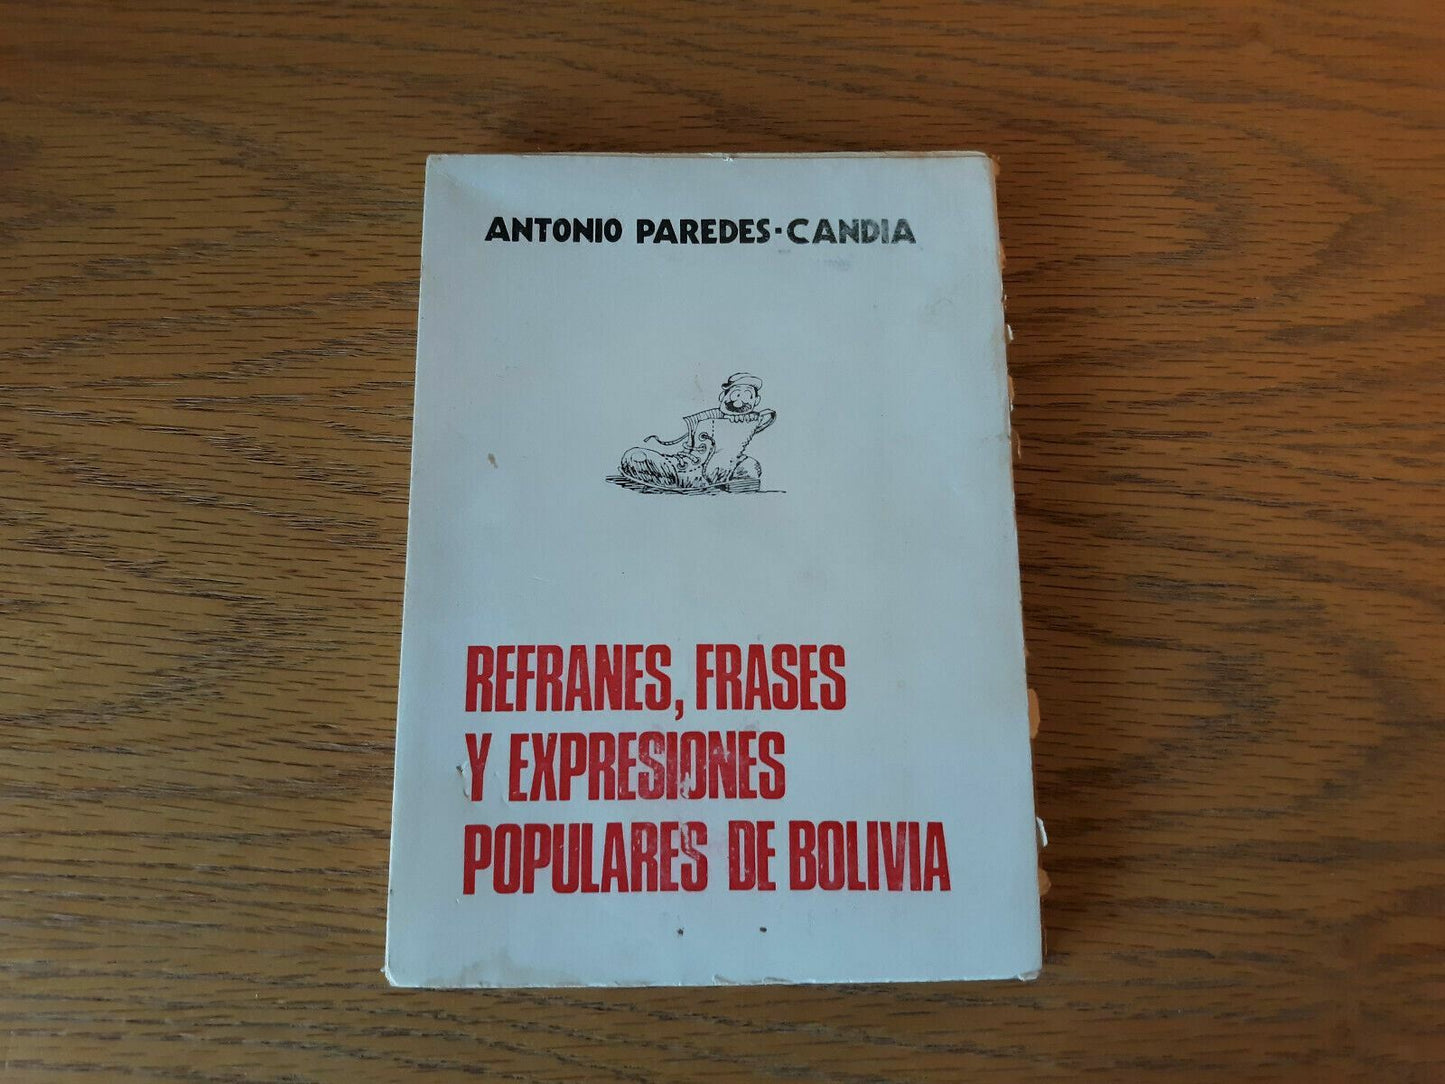 ANTONIO PAREDES-CANDIA
REFRANES, FRASES
Y EXPRESIONES
POPULARES DE BOLIVIA